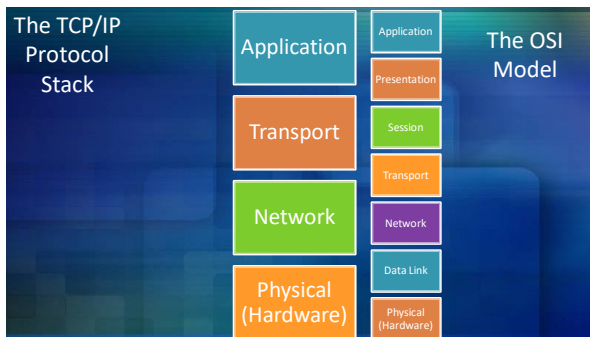 The TCP/IP
Protocol
Stack
Application
Transport
Network
Physical
(Hardware)
Application
Presentation
Session
Transport
Network
Data Link
Physical
(Hardware)
The OSI
Model